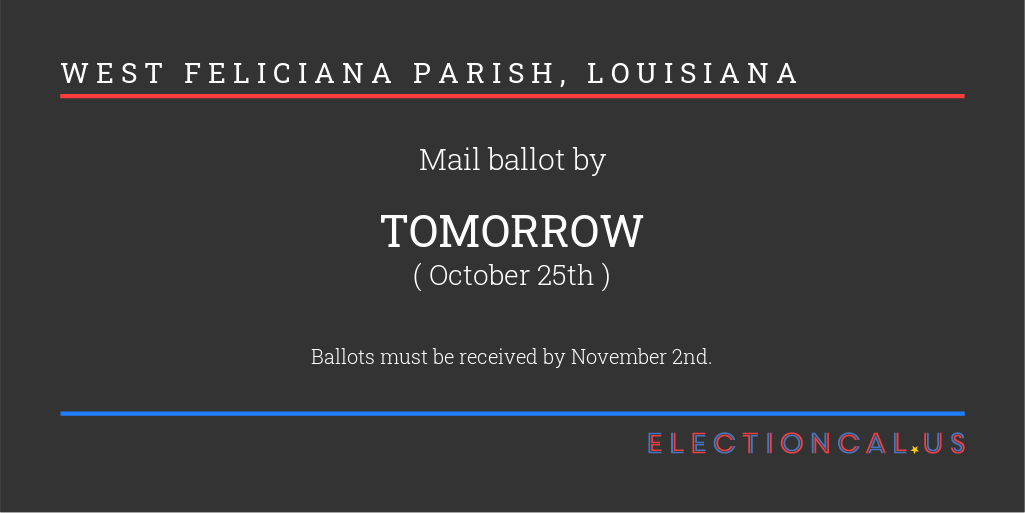 WEST FELICIANA PARISH, LOUISIANA
Mail ballot by
TOMORROW
( October 25th )
Ballots must be received by November 2nd.
ELECTIONCAL.US